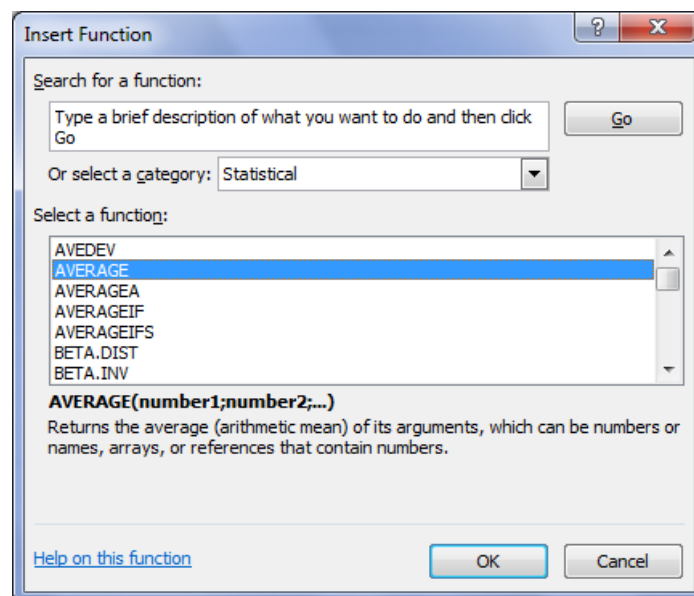 Insert Function
Search for a function:
Type a brief description of what you want to do and then click
Go
Go
Or select a category: Statistical
Select a function:
AVEDEV
AVERAGE
AVERAGEA
AVERAGEIF
AVERAGEIFS
BETA.DIST
BETA.INV
AVERAGE(number1;number2;...)
Returns the average (arithmetic mean) of its arguments, which can be numbers or
names, arrays, or references that contain numbers.
Help on this function
OK
Cancel